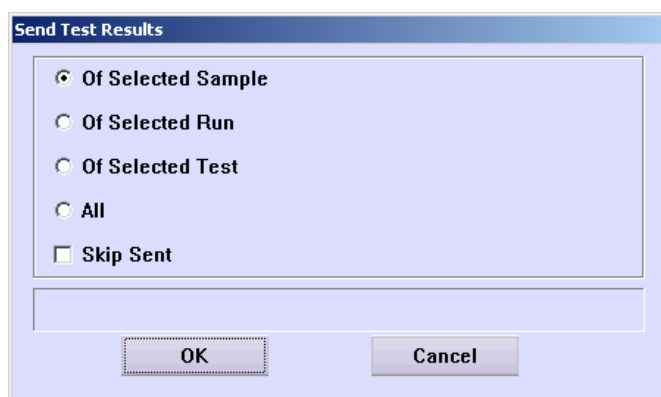 Send Test Results
Of Selected Sample
Of Selected Run
Of Selected Test
All
Skip Sent
OK
Cancel